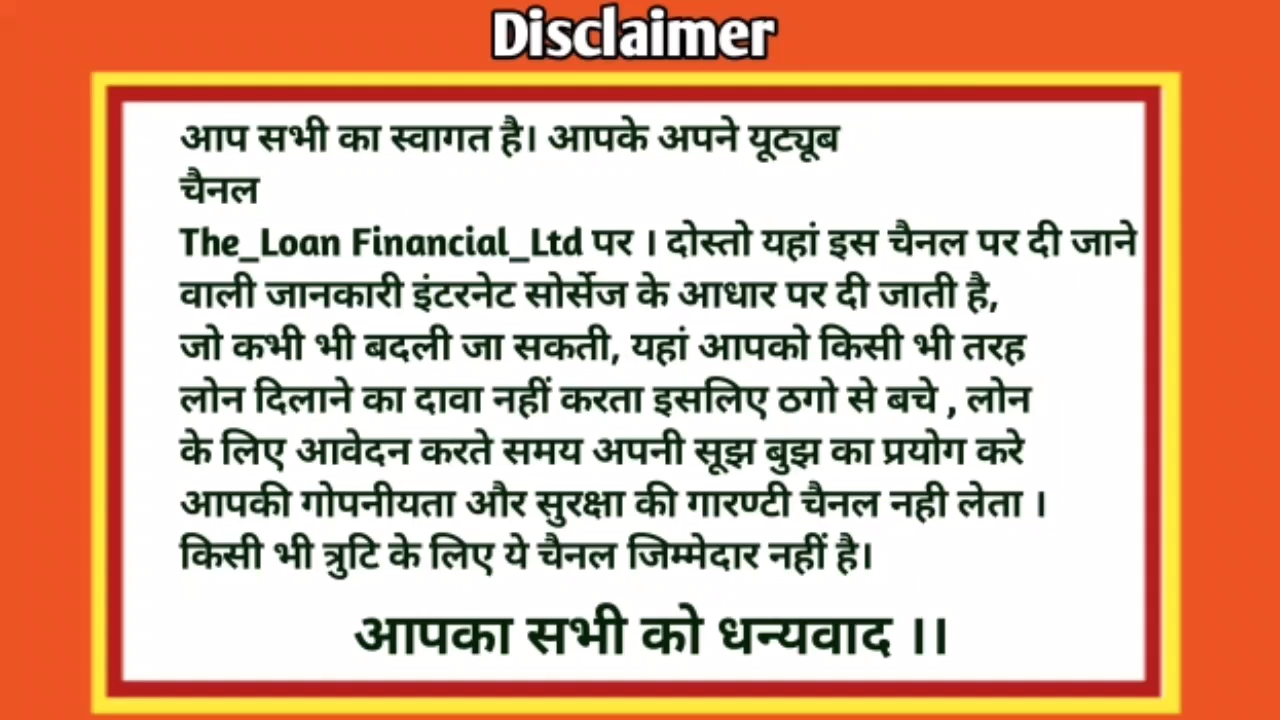 Disclaimer
आप सभी का स्वागत है। आपके अपने यूट्यूब
चैनल
The_Loan Financial_Ltd पर । दोस्तो यहां इस चैनल पर दी जाने
वाली जानकारी इंटरनेट सोर्सेज के आधार पर दी जाती है,
जो कभी भी बदली जा सकती, यहां आपको किसी भी तरह
लोन दिलाने का दावा नहीं करता इसलिए ठगो से बचे , लोन
के लिए आवेदन करते समय अपनी सूझ बुझ का प्रयोग करे
आपकी गोपनीयता और सुरक्षा की गारण्टी चैनल नही लेता ।
किसी भी त्रुटि के लिए ये चैनल जिम्मेदार नहीं है।
आपका सभी को धन्यवाद ।।